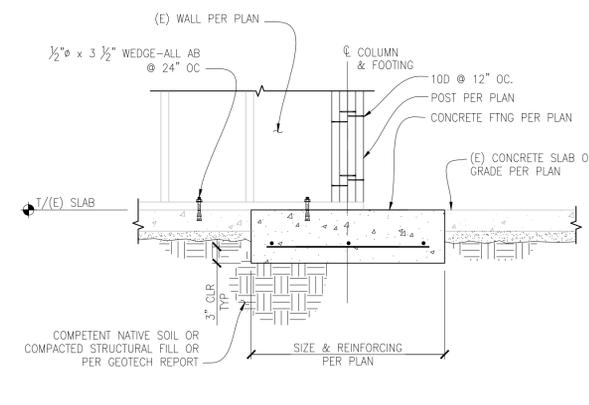 (E) WALL PER PLAN
½"ø x 3 ½" WEDGE-ALL AB
@ 24" OC
℄ COLUMN
& FOOTING
10D @ 12" OC.
POST PER PLAN
CONCRETE FTNG PER PLAN
(E) CONCRETE SLAB O
GRADE PER PLAN
T/(E) SLAB
3" CLR
TYP
COMPETENT NATIVE SOIL OR
COMPACTED STRUCTURAL FILL OR
PER GEOTECH REPORT
SIZE & REINFORCING
PER PLAN